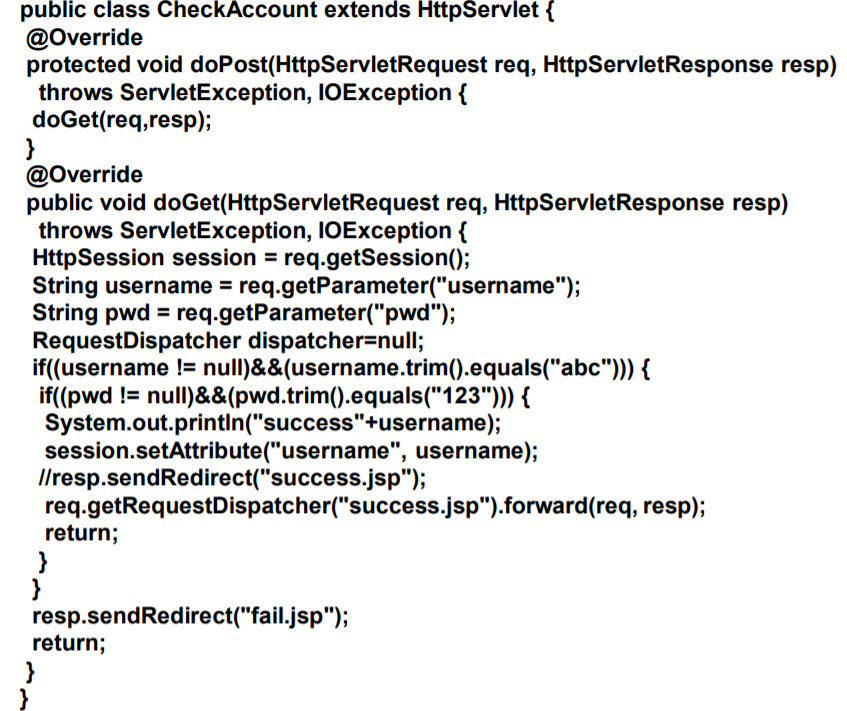 public class CheckAccount extends HttpServlet {
@Override
protected void doPost(HttpServletRequest req, HttpServletResponse resp)
throws ServletException, IOException {
doGet(req,resp);
}
@Override
public void doGet(HttpServletRequest req, HttpServletResponse resp)
throws ServletException, IOException {
HttpSession session = req.getSession();
String username = req.getParameter("username");
String pwd = req.getParameter("pwd");
RequestDispatcher dispatcher=null;
if((username != null)&&(username.trim().equals("abc"))) {
if((pwd != null)&&(pwd.trim().equals("123"))) {
System.out.println("success"+username);
session.setAttribute("username", username);
//resp.sendRedirect("success.jsp");
req.getRequestDispatcher("success.jsp").forward(req, resp);
return;
}
}
resp.sendRedirect("fail.jsp");
return;
}
}